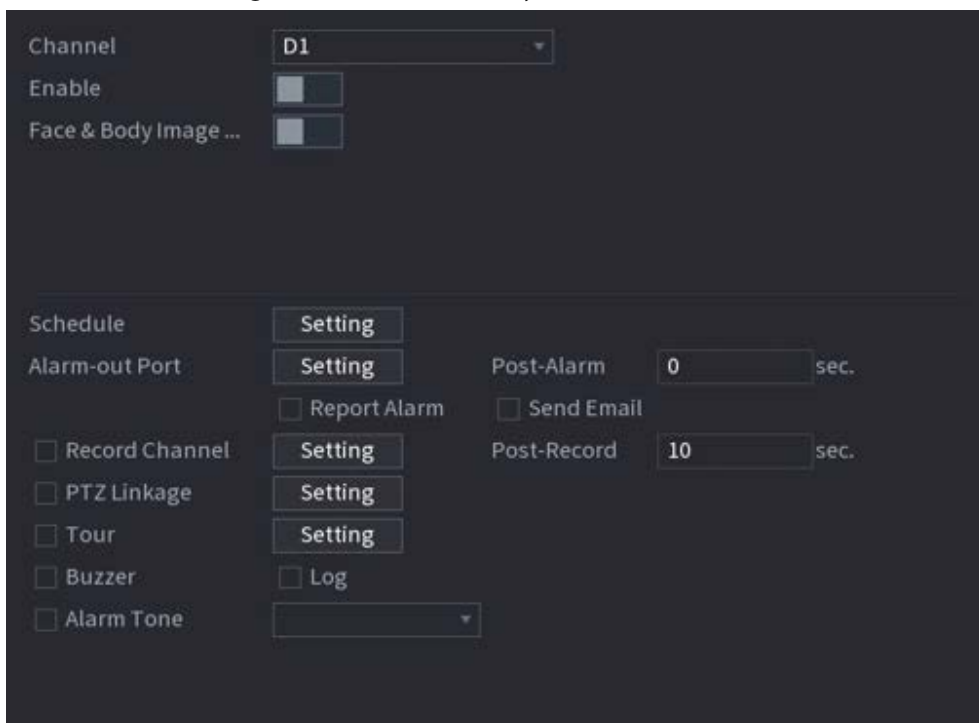 Channel D1
Enable
Face & Body Image ...
Schedule Setting
Alarm-out Port Setting Post-Alarm 0 sec.
Report Alarm Send Email
Record Channel Setting Post-Record 10 sec.
PTZ Linkage Setting
Tour Setting
Buzzer Log
Alarm Tone